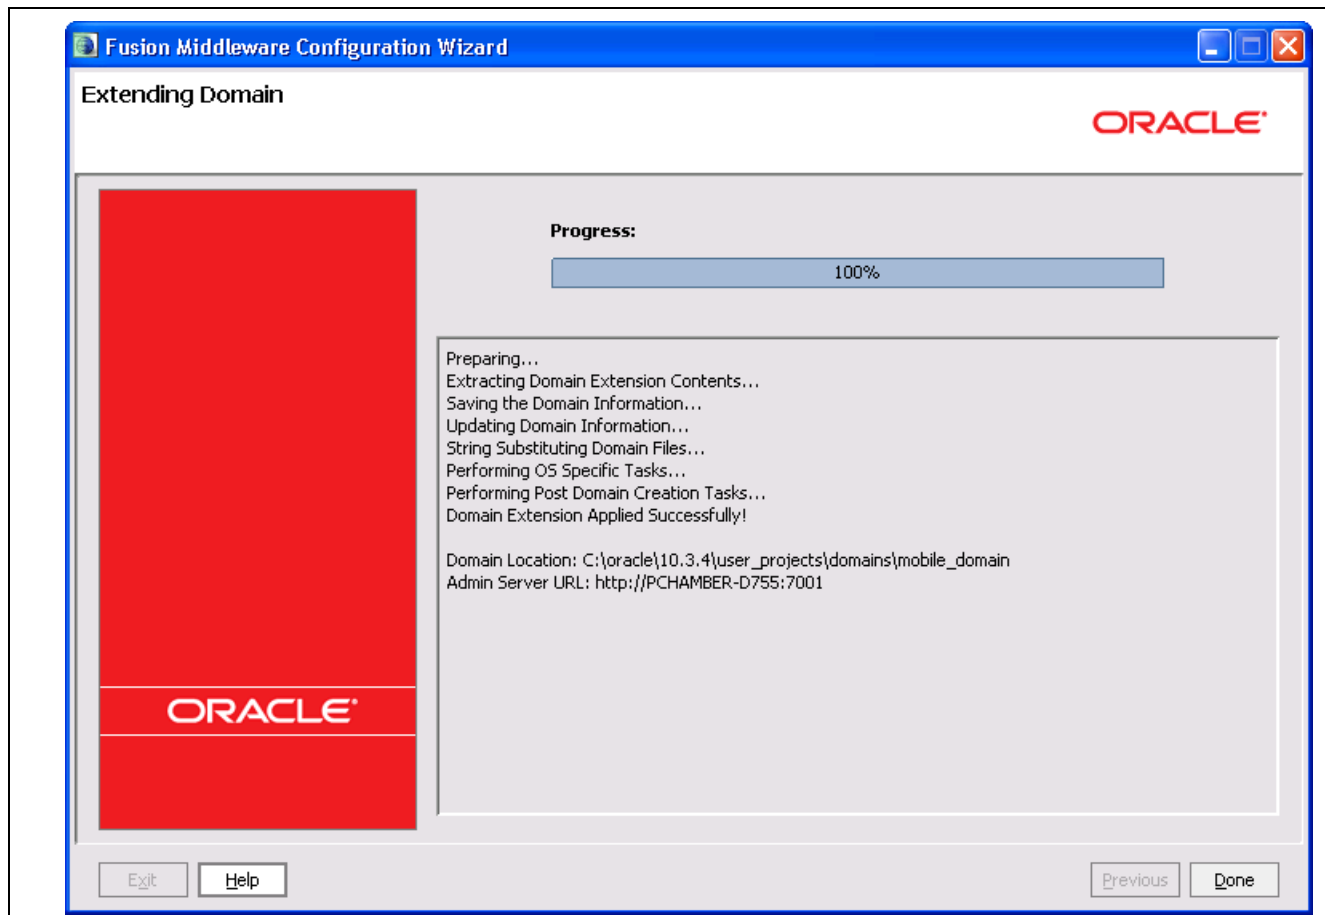 Fusion Middleware Configuration Wizard
Extending Domain
ORACLE
Progress:
100%
Preparing...
Extracting Domain Extension Contents...
Saving the Domain Information...
Updating Domain Information...
String Substituting Domain Files...
Performing OS Specific Tasks...
Performing Post Domain Creation Tasks...
Domain Extension Applied Successfully!
Domain Location: C:\oracle\10.3.4\user_projects\domains\mobile_domain
Admin Server URL: http://PCHAMBER-D755:7001
ORACLE
Exit Help Previous Done